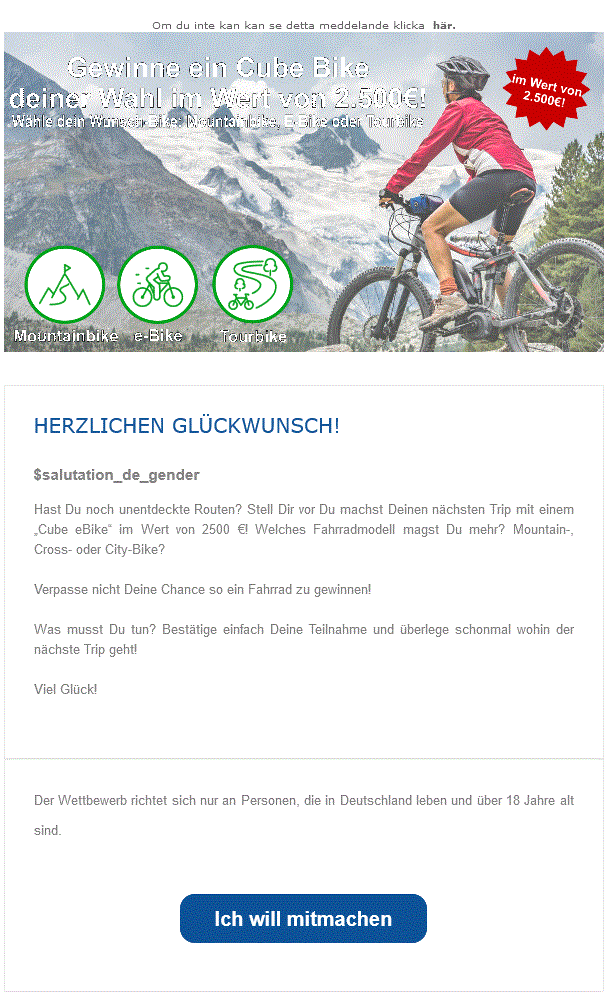 Om du inte kan kan se detta meddelande klicka här.
Gewinne ein Cube Bike
deiner Wahl im Wert von 2.500€!
Wähle dein Wunsch-Bike: Mountainbike, E-Bike oder Tourbike
im Wert von
2.500€!
Mountainbike e-Bike Tourbike
HERZLICHEN GLÜCKWUNSCH!
$salutation_de_gender
Hast Du noch unentdeckte Routen? Stell Dir vor Du machst Deinen nächsten Trip mit einem
„Cube eBike“ im Wert von 2500 €! Welches Fahrradmodell magst Du mehr? Mountain-,
Cross- oder City-Bike?
Verpasse nicht Deine Chance so ein Fahrrad zu gewinnen!
Was musst Du tun? Bestätige einfach Deine Teilnahme und überlege schonmal wohin der
nächste Trip geht!
Viel Glück!
Der Wettbewerb richtet sich nur an Personen, die in Deutschland leben und über 18 Jahre alt
sind.
Ich will mitmachen